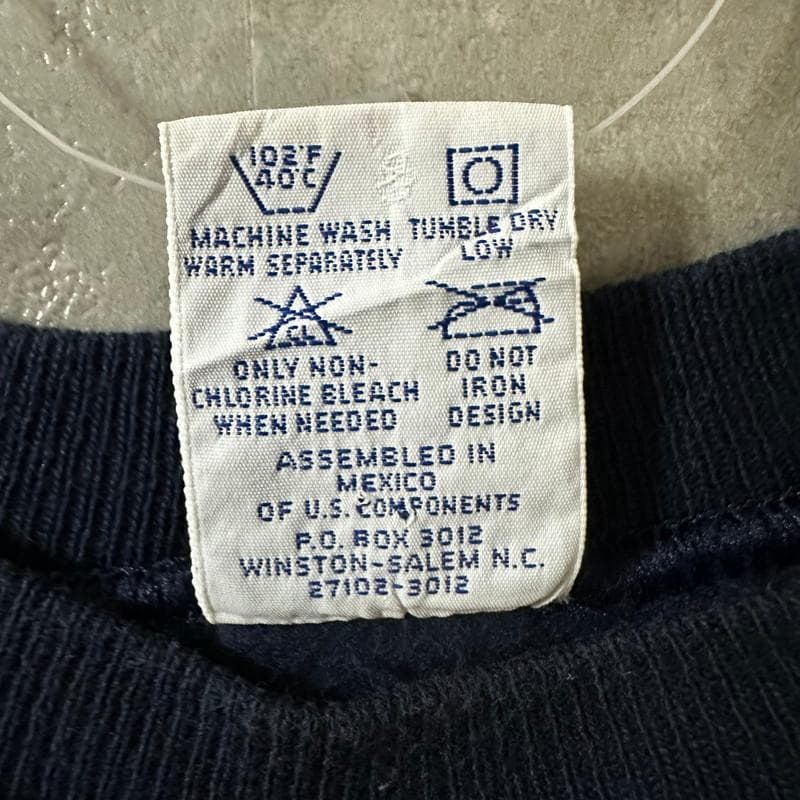 102°F
40°C
MACHINE WASH
WARM SEPARATELY
TUMBLE DRY
LOW
CL
ONLY NON-
CHLORINE BLEACH
WHEN NEEDED
DO NOT
IRON
DESIGN
ASSEMBLED IN
MEXICO
OF U.S. COMPONENTS
P.O. BOX 3012
WINSTON-SALEM N.C.
27102-3012